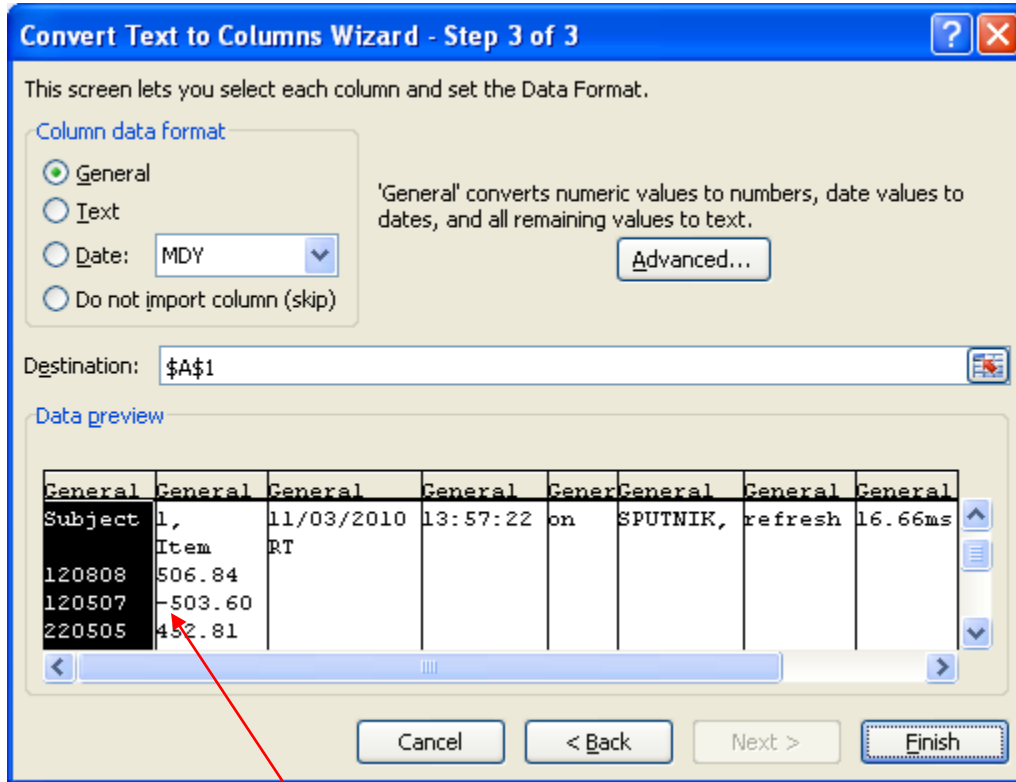 Convert Text to Columns Wizard - Step 3 of 3
This screen lets you select each column and set the Data Format.
Column data format
General
Text
Date: MDY
Do not import column (skip)
'General' converts numeric values to numbers, date values to
dates, and all remaining values to text.
Advanced...
Destination: $A$1
Data preview
General General General General Gener General General General
Subject 1, 11/03/2010 13:57:22 on SPUTNIK, refresh 16.66ms
Item RT
120808 506.84
120507 -503.60
220505 452.81
Cancel < Back Next > Finish